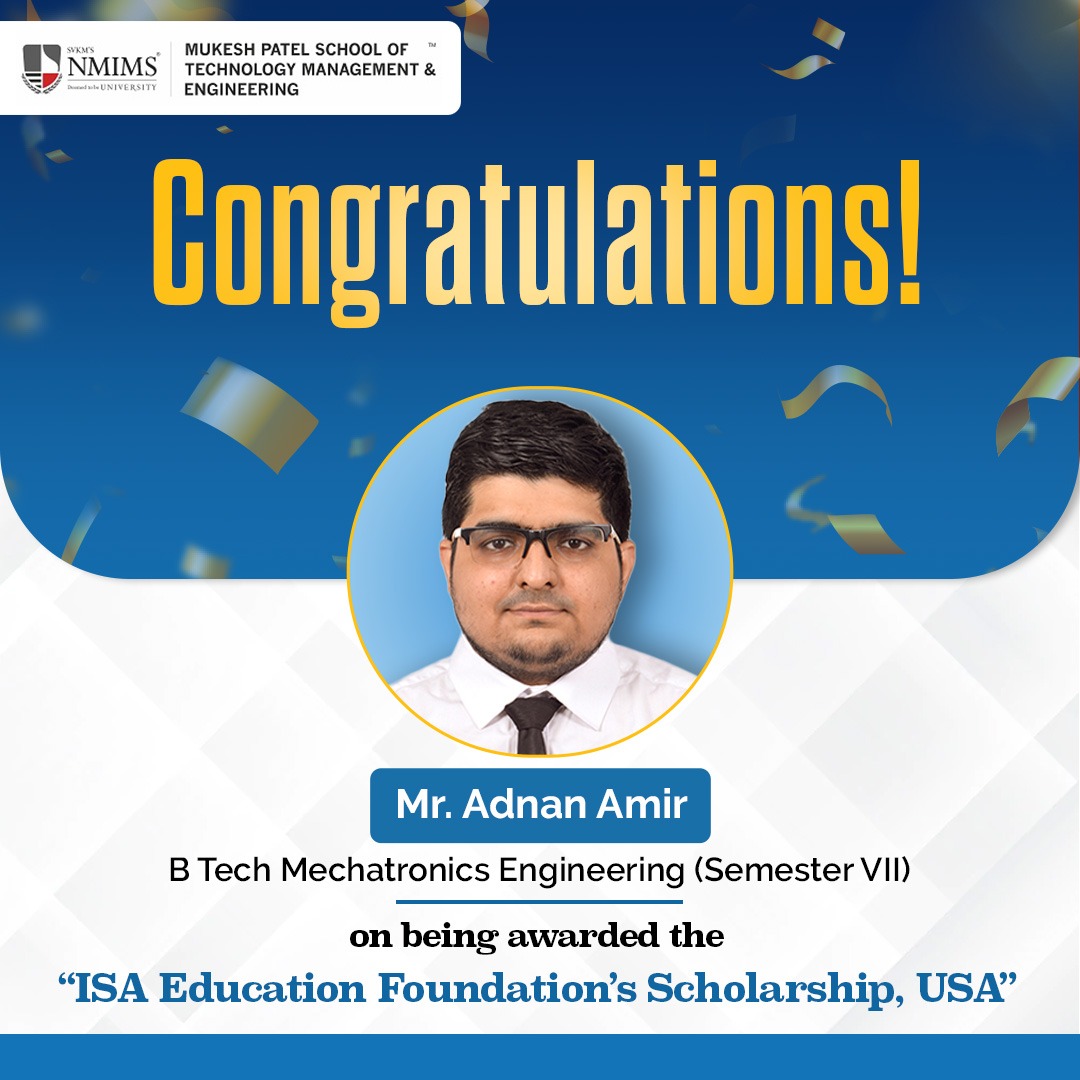 SVKM'S
NMIMS®
Deemed to be UNIVERSITY
MUKESH PATEL SCHOOL OF ™
TECHNOLOGY MANAGEMENT &
ENGINEERING
Congratulations!
Mr. Adnan Amir
B Tech Mechatronics Engineering (Semester VII)
on being awarded the
“ISA Education Foundation’s Scholarship, USA”